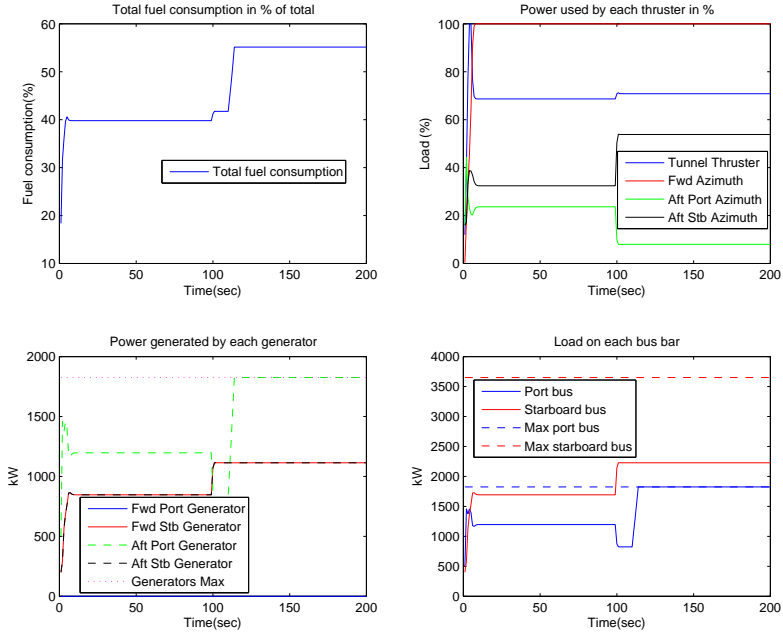 Total fuel consumption in % of total
60
50
40
30
20
10
0
0 50 100 150 200
Fuel consumption(%)
Time(sec)
Total fuel consumption
Power used by each thruster in %
100
80
60
40
20
0
0 50 100 150 200
Load (%)
Time(sec)
Tunnel Thruster
Fwd Azimuth
Aft Port Azimuth
Aft Stb Azimuth
Power generated by each generator
2000
1500
1000
500
0
0 50 100 150 200
kW
Time(sec)
Fwd Port Generator
Fwd Stb Generator
Aft Port Generator
Aft Stb Generator
Generators Max
Load on each bus bar
4000
3500
3000
2500
2000
1500
1000
500
0
0 50 100 150 200
kW
Time(sec)
Port bus
Starboard bus
Max port bus
Max starboard bus